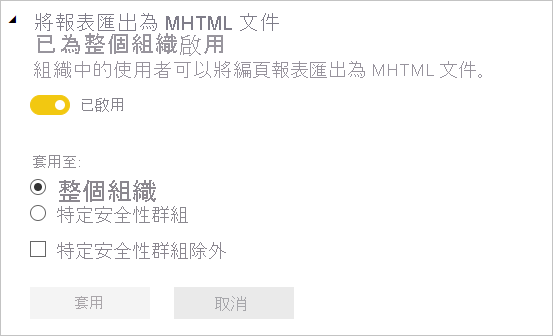 將報表匯出為 MHTML 文件
已為整個組織啟用
組織中的使用者可以將編頁報表匯出為 MHTML 文件。
已啟用
套用至:
整個組織
特定安全性群組
特定安全性群組除外
套用
取消